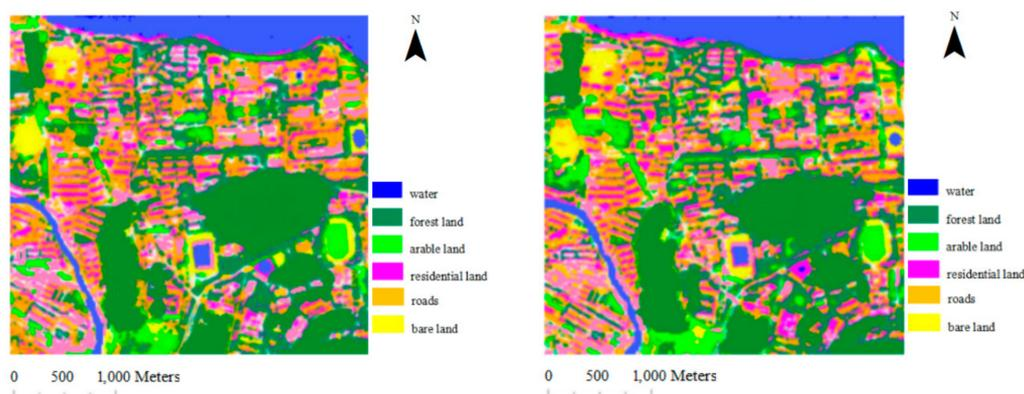 N
water
forest land
arable land
residential land
roads
bare land
0 500 1,000 Meters
N
water
forest land
arable land
residential land
roads
bare land
0 500 1,000 Meters